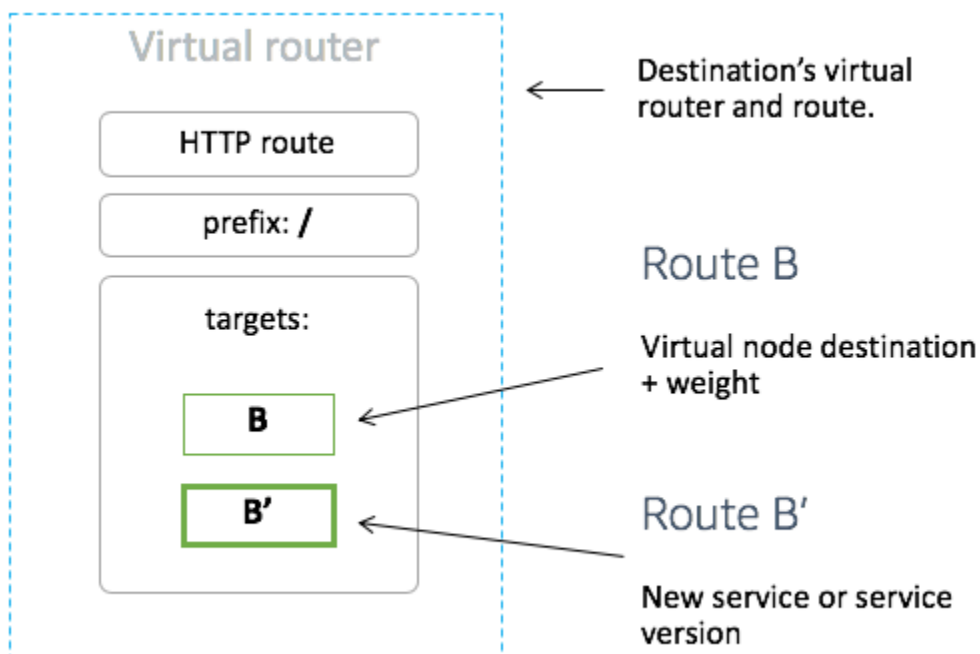 Virtual router
HTTP route
prefix: /
targets:
B
B’
Destination’s virtual
router and route.
Route B
Virtual node destination
+ weight
Route B’
New service or service
version